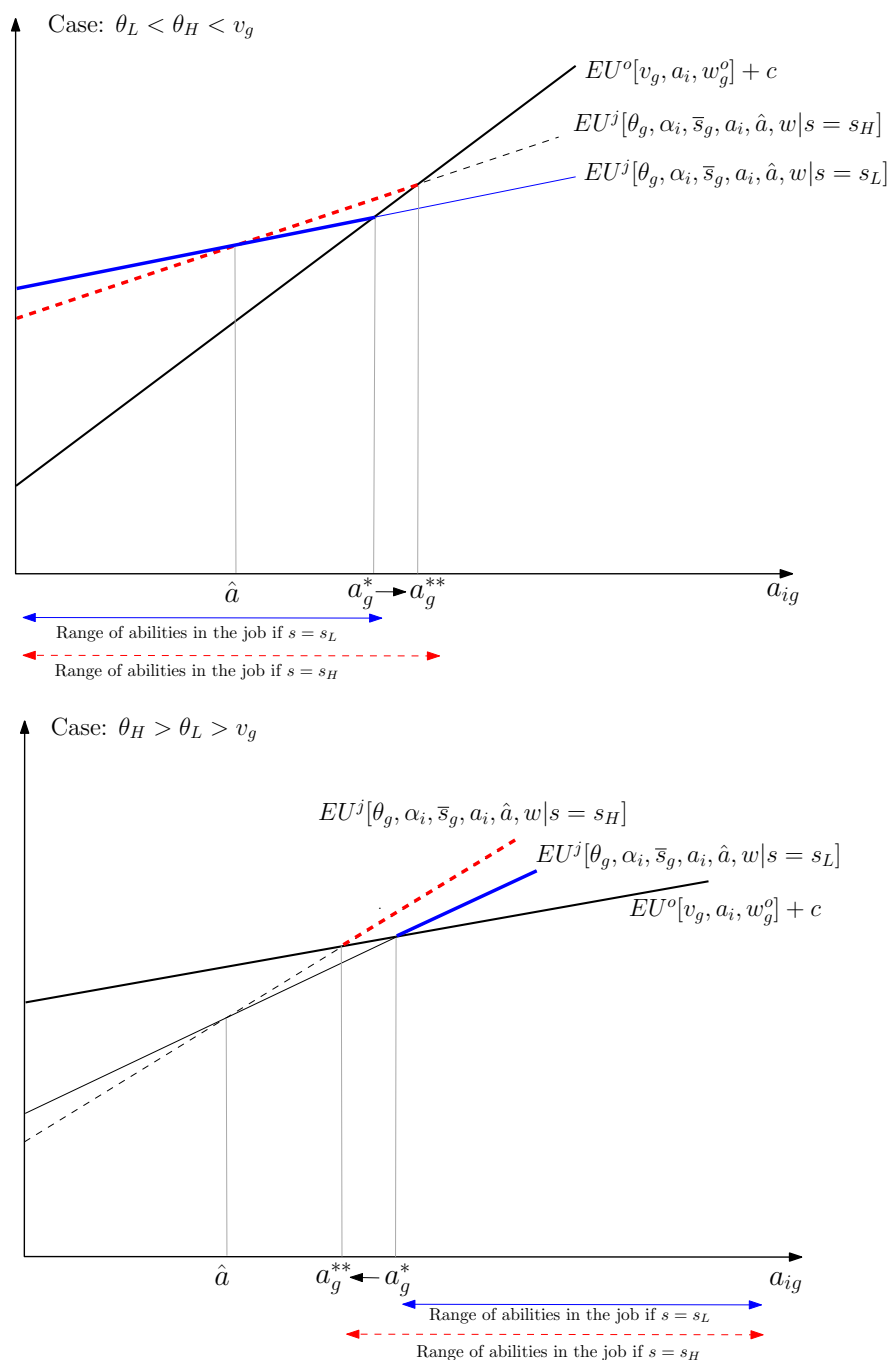 Case: θ_L < θ_H < v_g
EU^o[v_g, a_i, w_g^o] + c
EU^j[θ_g, α_i, s̅_g, a_i, â, w|s = s_H]
EU^j[θ_g, α_i, s̅_g, a_i, â, w|s = s_L]
â a_g^* a_g^{**} a_{ig}
Range of abilities in the job if s = s_L
Range of abilities in the job if s = s_H
Case: θ_H > θ_L > v_g
EU^j[θ_g, α_i, s̅_g, a_i, â, w|s = s_H]
EU^j[θ_g, α_i, s̅_g, a_i, â, w|s = s_L]
EU^o[v_g, a_i, w_g^o] + c
â a_g^{**} a_g^* a_{ig}
Range of abilities in the job if s = s_L
Range of abilities in the job if s = s_H